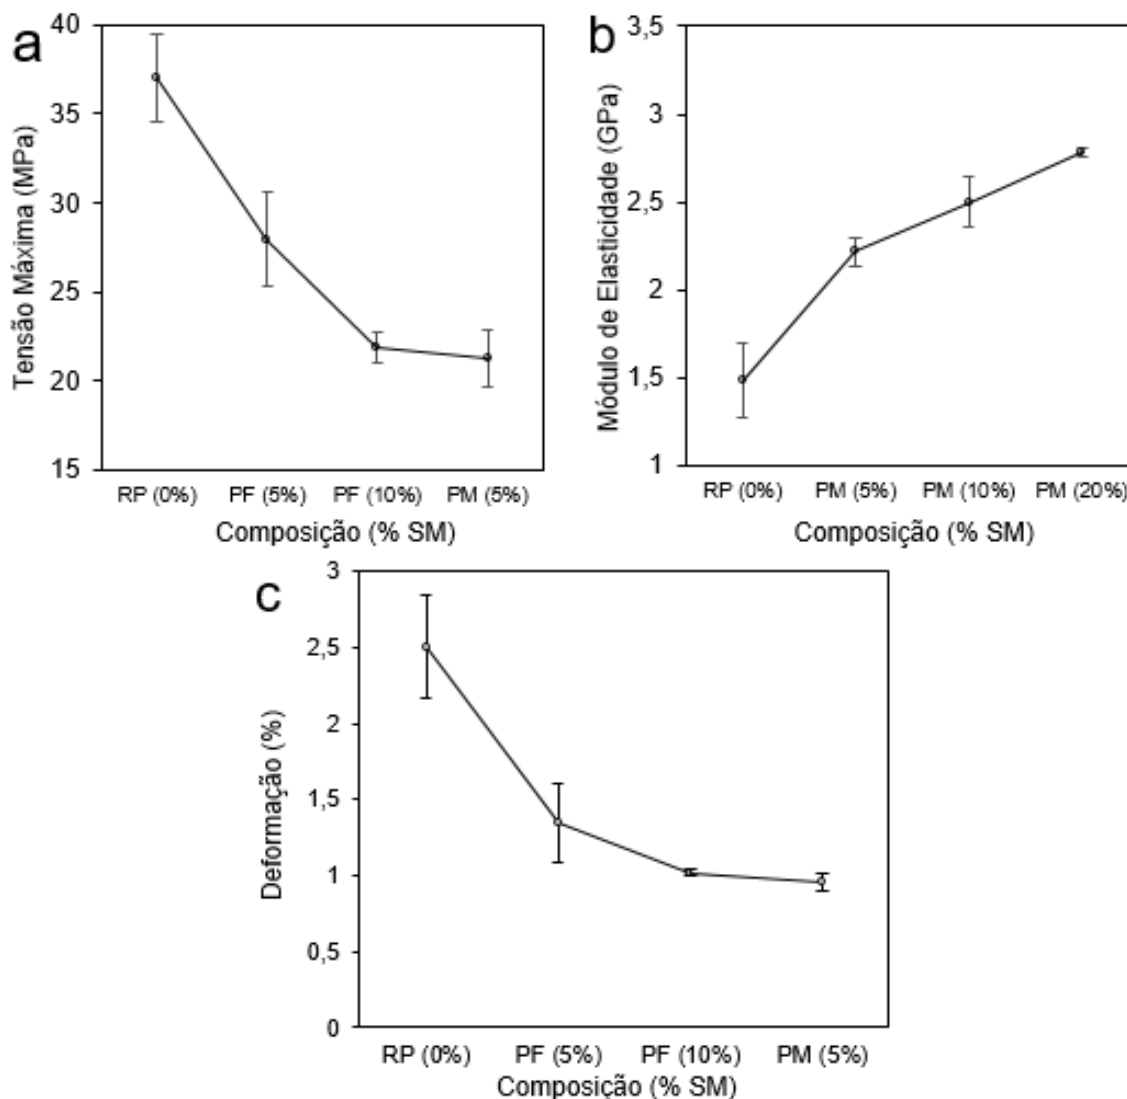 a
Tensão Máxima (MPa)
40
35
30
25
20
15
RP (0%) PF (5%) PF (10%) PM (5%)
Composição (% SM)
b
Módulo de Elasticidade (GPa)
3,5
3
2,5
2
1,5
1
RP (0%) PM (5%) PM (10%) PM (20%)
Composição (% SM)
c
Deformação (%)
3
2,5
2
1,5
1
0,5
0
RP (0%) PF (5%) PF (10%) PM (5%)
Composição (% SM)